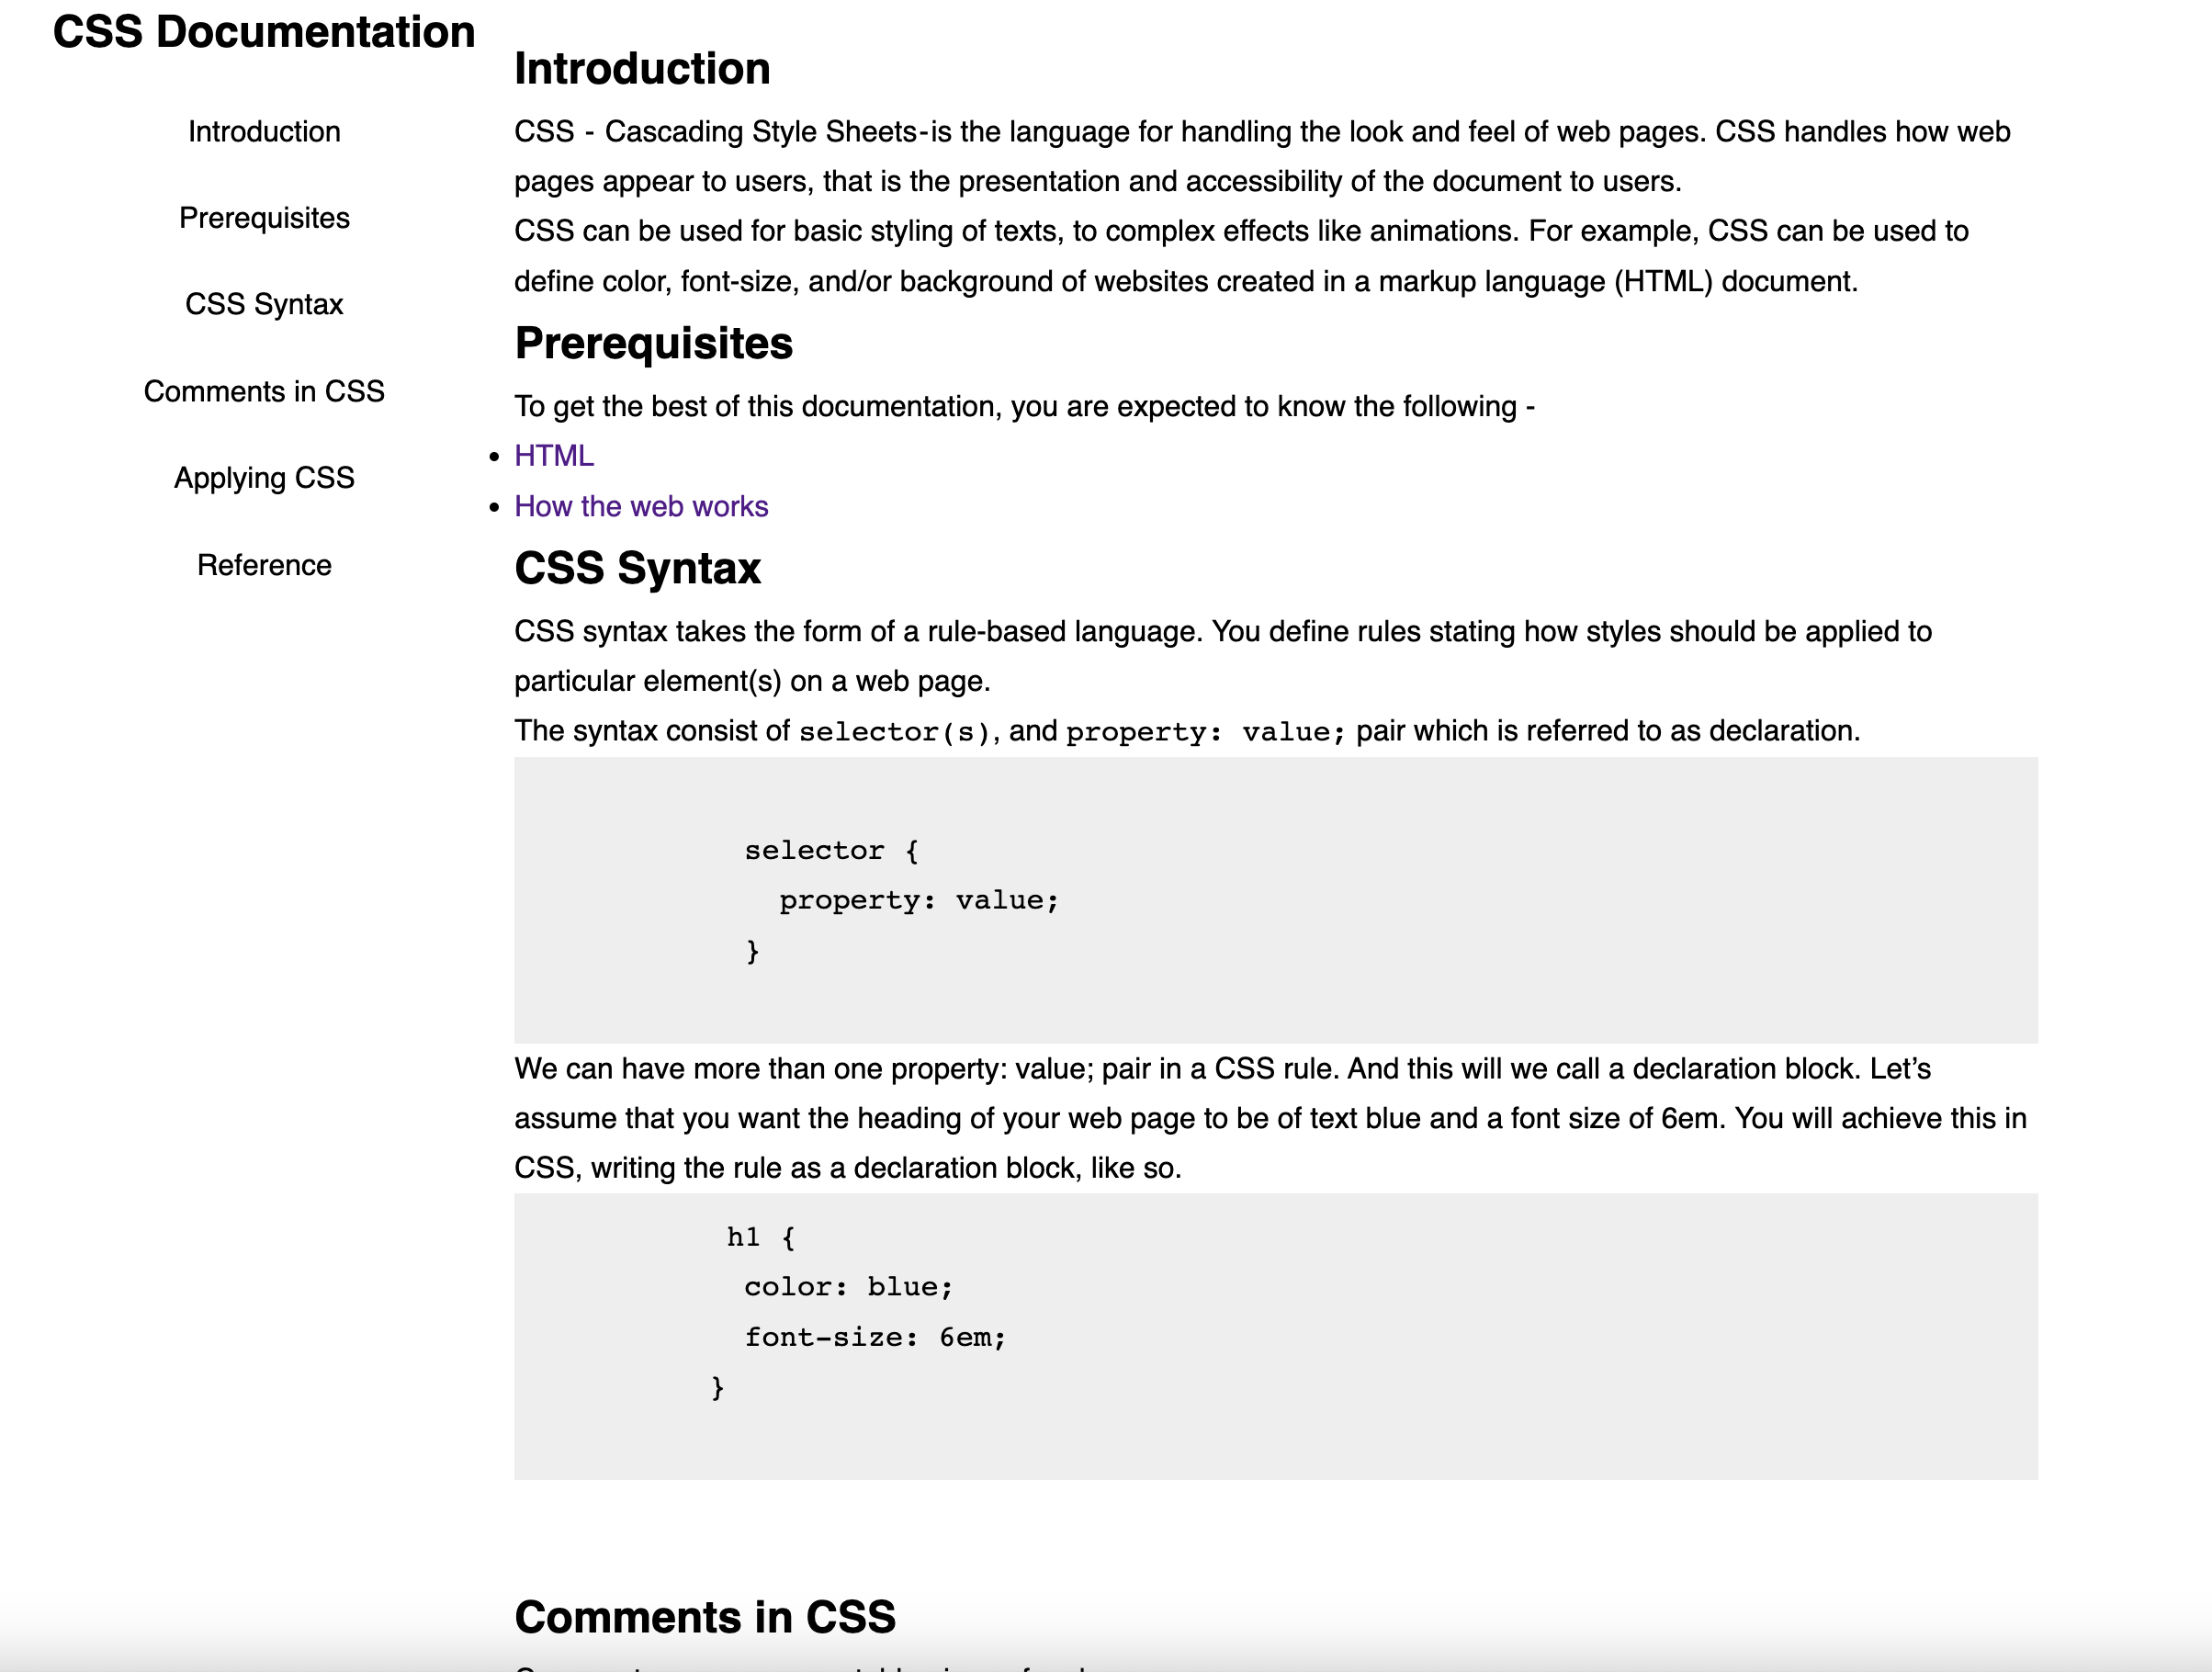 CSS Documentation
Introduction
Prerequisites
CSS Syntax
Comments in CSS
Applying CSS
Reference
Introduction
CSS - Cascading Style Sheets-is the language for handling the look and feel of web pages. CSS handles how web
pages appear to users, that is the presentation and accessibility of the document to users.
CSS can be used for basic styling of texts, to complex effects like animations. For example, CSS can be used to
define color, font-size, and/or background of websites created in a markup language (HTML) document.
Prerequisites
To get the best of this documentation, you are expected to know the following -
• HTML
• How the web works
CSS Syntax
CSS syntax takes the form of a rule-based language. You define rules stating how styles should be applied to
particular element(s) on a web page.
The syntax consist of selector(s), and property: value; pair which is referred to as declaration.
selector {
property: value;
}
We can have more than one property: value; pair in a CSS rule. And this will we call a declaration block. Let’s
assume that you want the heading of your web page to be of text blue and a font size of 6em. You will achieve this in
CSS, writing the rule as a declaration block, like so.
h1 {
color: blue;
font-size: 6em;
}
Comments in CSS